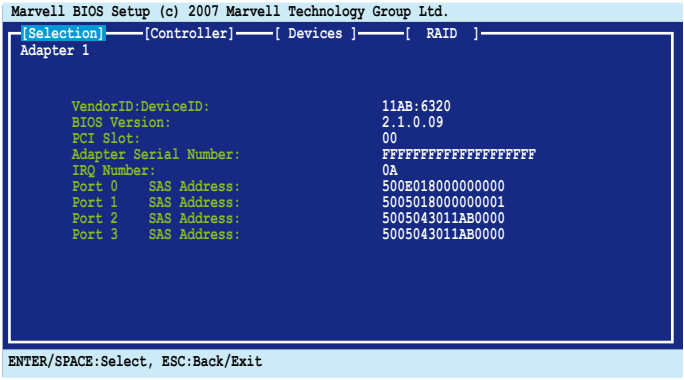 Marvell BIOS Setup (c) 2007 Marvell Technology Group Ltd.
[Selection] [Controller] [ Devices ] [ RAID ]
Adapter 1
VendorID:DeviceID: 11AB:6320
BIOS Version: 2.1.0.09
PCI Slot: 00
Adapter Serial Number: FFFFFFFFFFFFFFFFFFFF
IRQ Number: 0A
Port 0 SAS Address: 500E018000000000
Port 1 SAS Address: 5005018000000001
Port 2 SAS Address: 5005043011AB0000
Port 3 SAS Address: 5005043011AB0000
ENTER/SPACE:Select, ESC:Back/Exit